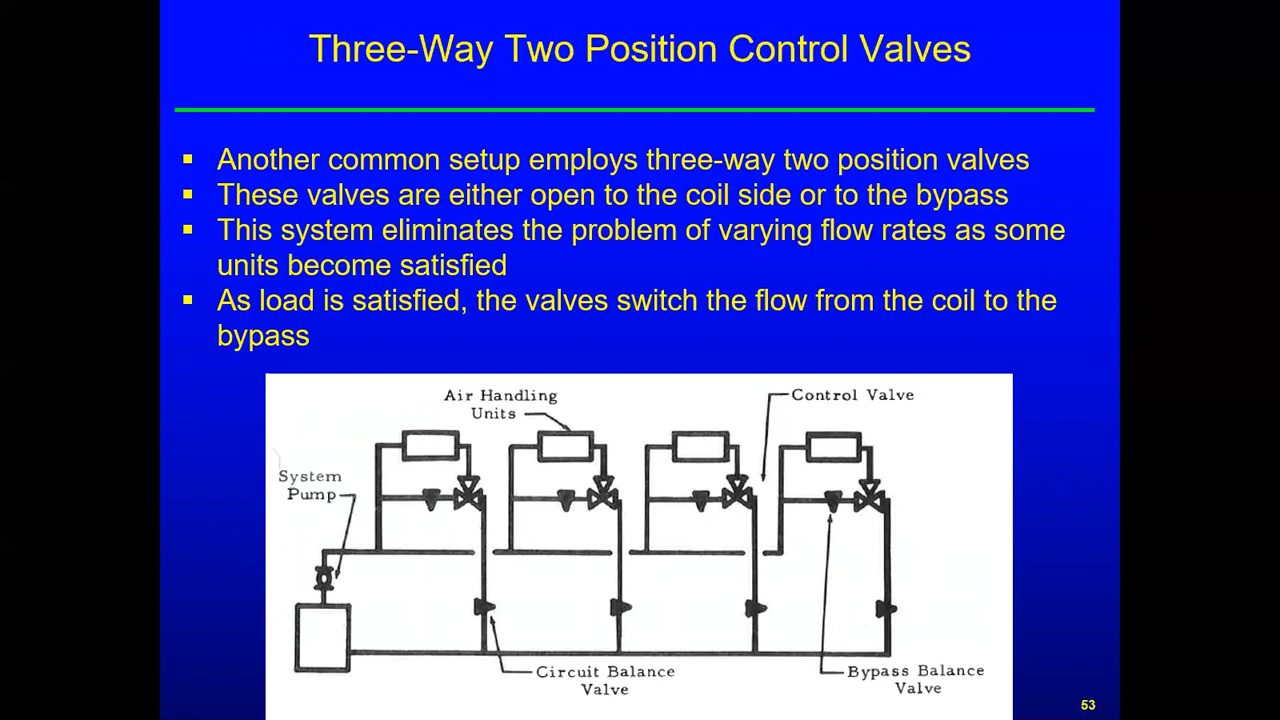 Three-Way Two Position Control Valves
▪ Another common setup employs three-way two position valves
▪ These valves are either open to the coil side or to the bypass
▪ This system eliminates the problem of varying flow rates as some
units become satisfied
▪ As load is satisfied, the valves switch the flow from the coil to the
bypass
Air Handling
Units
Control Valve
System
Pump
Circuit Balance
Valve
Bypass Balance
Valve
53